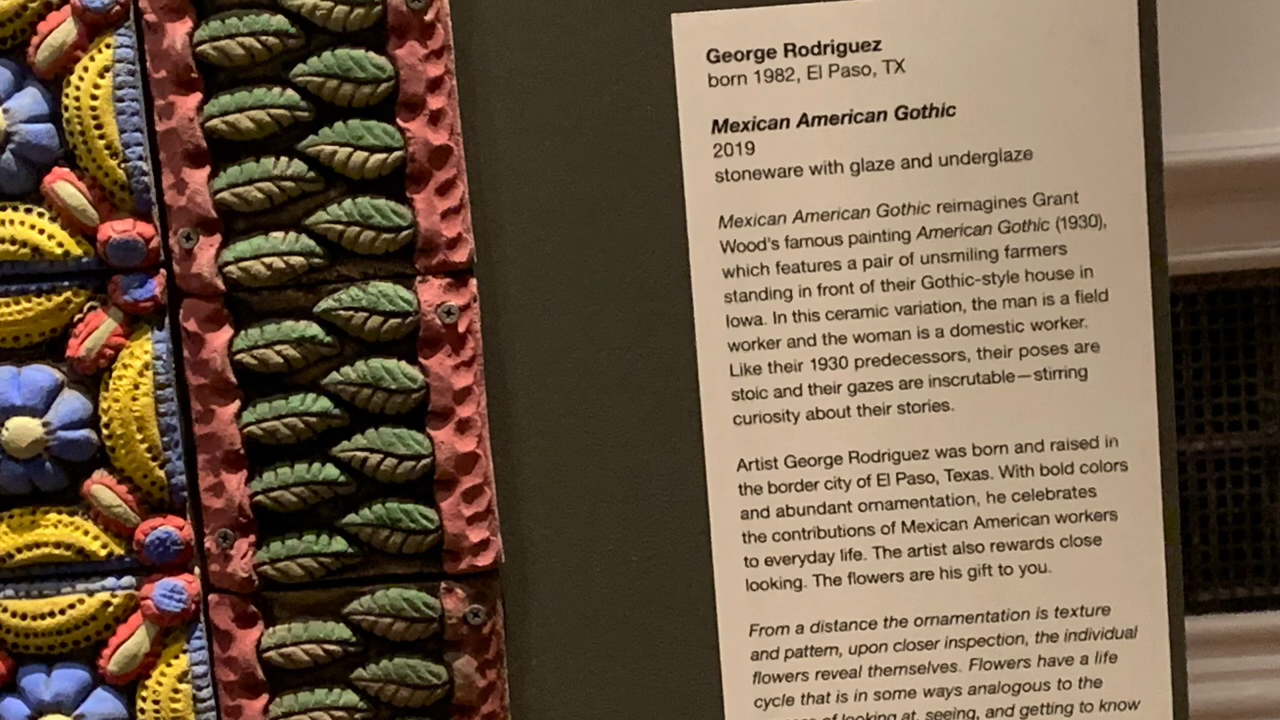 George Rodriguez
born 1982, El Paso, TX
Mexican American Gothic
2019
stoneware with glaze and underglaze
Mexican American Gothic reimagines Grant
Wood's famous painting American Gothic (1930),
which features a pair of unsmiling farmers
standing in front of their Gothic-style house in
Iowa. In this ceramic variation, the man is a field
worker and the woman is a domestic worker.
Like their 1930 predecessors, their poses are
stoic and their gazes are inscrutable—stirring
curiosity about their stories.
Artist George Rodriguez was born and raised in
the border city of El Paso, Texas. With bold colors
and abundant ornamentation, he celebrates
the contributions of Mexican American workers
to everyday life. The artist also rewards close
looking. The flowers are his gift to you.
From a distance the ornamentation is texture
and pattern, upon closer inspection, the individual
flowers reveal themselves. Flowers have a life
cycle that is in some ways analogous to the
of looking at, seeing, and getting to know